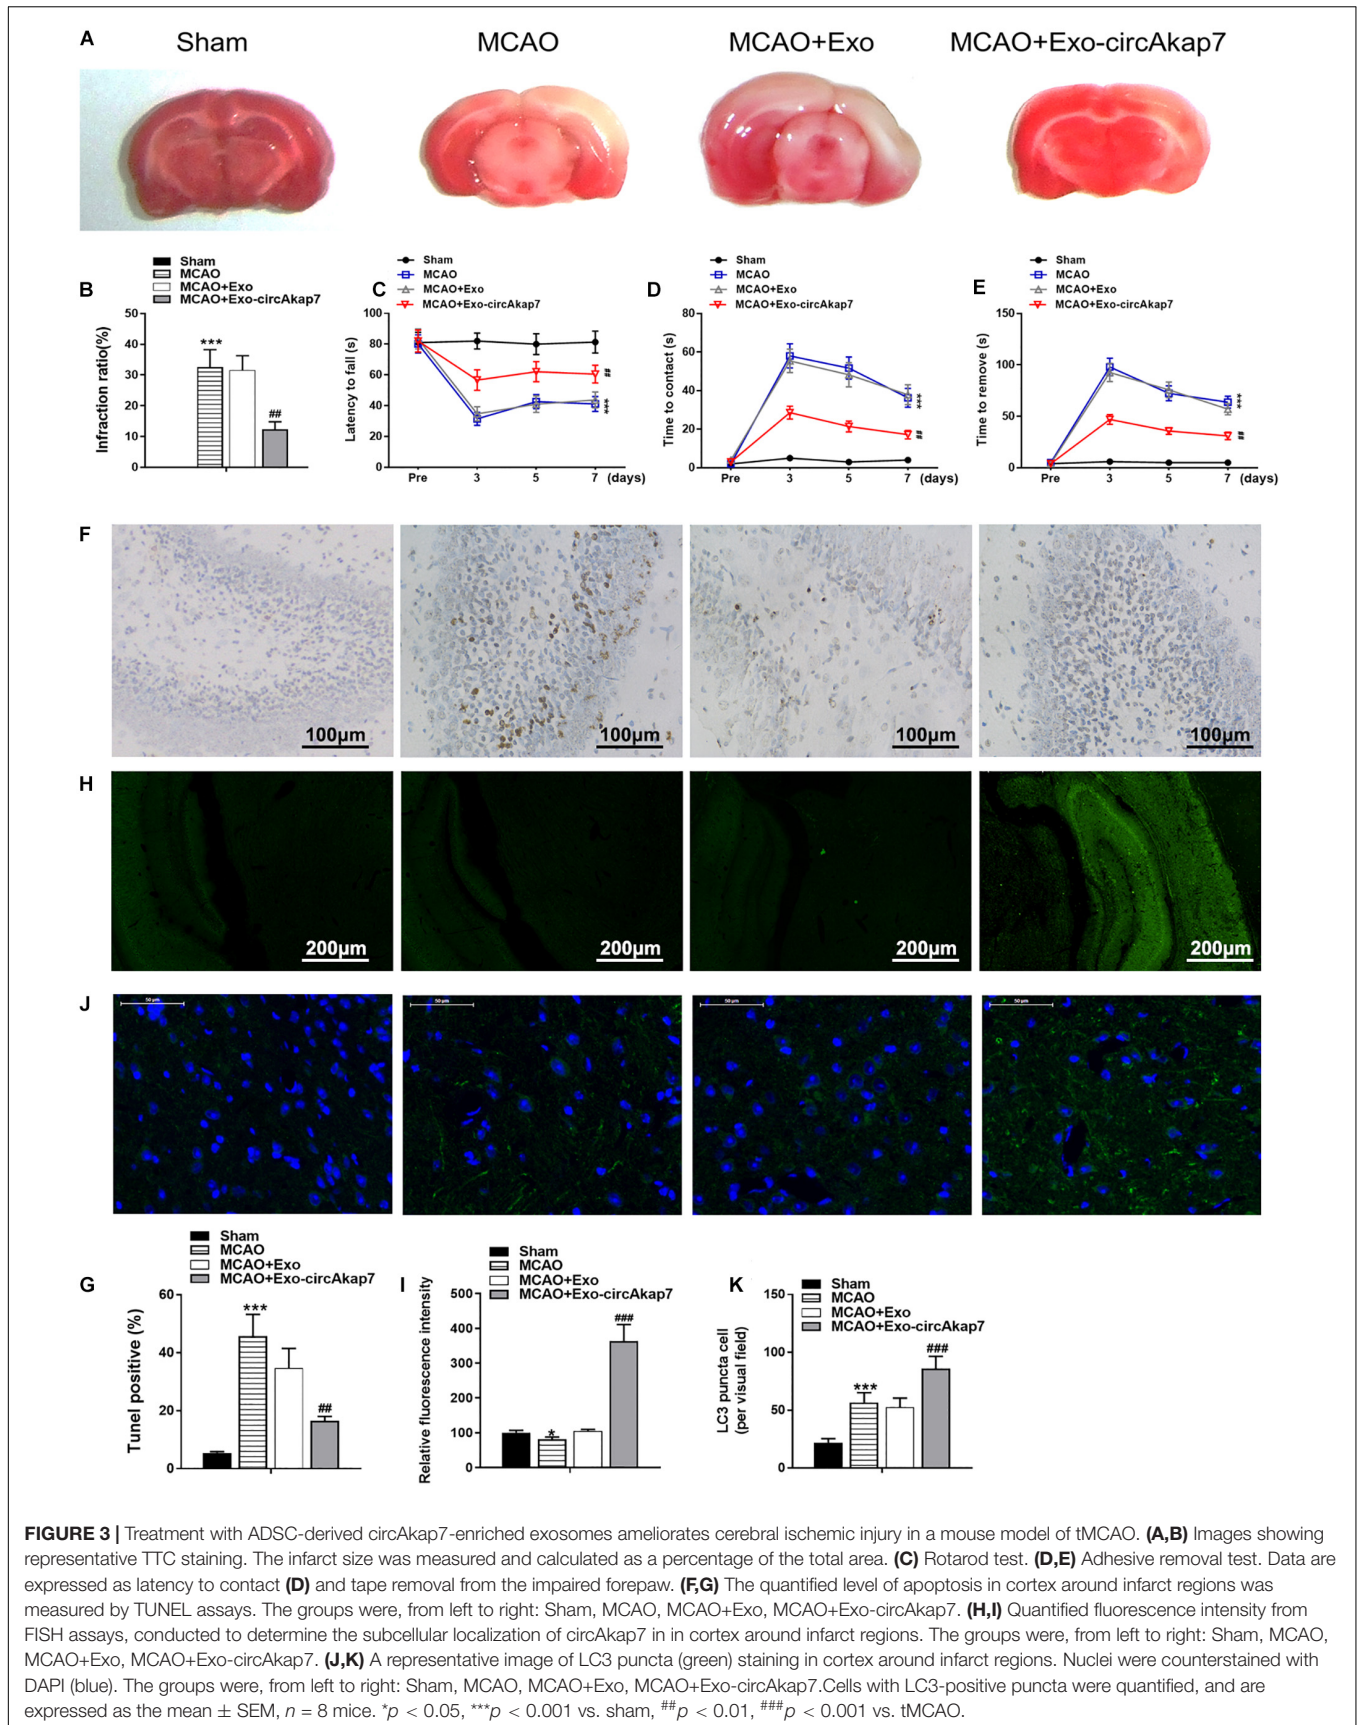 A
Sham
MCAO
MCAO+Exo
MCAO+Exo-circAkap7
B
Sham
MCAO
MCAO+Exo
MCAO+Exo-circAkap7
Infraction ratio(%)
50
40
30
20
10
0
***
##
C
Sham
MCAO
MCAO+Exo
MCAO+Exo-circAkap7
Latency to fall (s)
100
80
60
40
20
0
Pre 3 5 7 (days)
##
***
D
Sham
MCAO
MCAO+Exo
MCAO+Exo-circAkap7
Time to contact (s)
80
60
40
20
0
Pre 3 5 7 (days)
***
##
E
Sham
MCAO
MCAO+Exo
MCAO+Exo-circAkap7
Time to remove (s)
150
100
50
0
Pre 3 5 7 (days)
***
##
F
100µm
100µm
100µm
100µm
H
200µm
200µm
200µm
200µm
J
50 µm
50 µm
50 µm
50 µm
G
Sham
MCAO
MCAO+Exo
MCAO+Exo-circAkap7
Tunel positive (%)
60
40
20
0
***
##
I
Sham
MCAO
MCAO+Exo
MCAO+Exo-circAkap7
Relative fluorescence intensity
500
400
300
200
100
0
*
###
K
Sham
MCAO
MCAO+Exo
MCAO+Exo-circAkap7
LC3 puncta cell
(per visual field)
150
100
50
0
***
###
FIGURE 3 | Treatment with ADSC-derived circAkap7-enriched exosomes ameliorates cerebral ischemic injury in a mouse model of tMCAO. (A,B) Images showing
representative TTC staining. The infarct size was measured and calculated as a percentage of the total area. (C) Rotarod test. (D,E) Adhesive removal test. Data are
expressed as latency to contact (D) and tape removal from the impaired forepaw. (F,G) The quantified level of apoptosis in cortex around infarct regions was
measured by TUNEL assays. The groups were, from left to right: Sham, MCAO, MCAO+Exo, MCAO+Exo-circAkap7. (H,I) Quantified fluorescence intensity from
FISH assays, conducted to determine the subcellular localization of circAkap7 in in cortex around infarct regions. The groups were, from left to right: Sham, MCAO,
MCAO+Exo, MCAO+Exo-circAkap7. (J,K) A representative image of LC3 puncta (green) staining in cortex around infarct regions. Nuclei were counterstained with
DAPI (blue). The groups were, from left to right: Sham, MCAO, MCAO+Exo, MCAO+Exo-circAkap7.Cells with LC3-positive puncta were quantified, and are
expressed as the mean ± SEM, n = 8 mice. *p < 0.05, ***p < 0.001 vs. sham, ##p < 0.01, ###p < 0.001 vs. tMCAO.